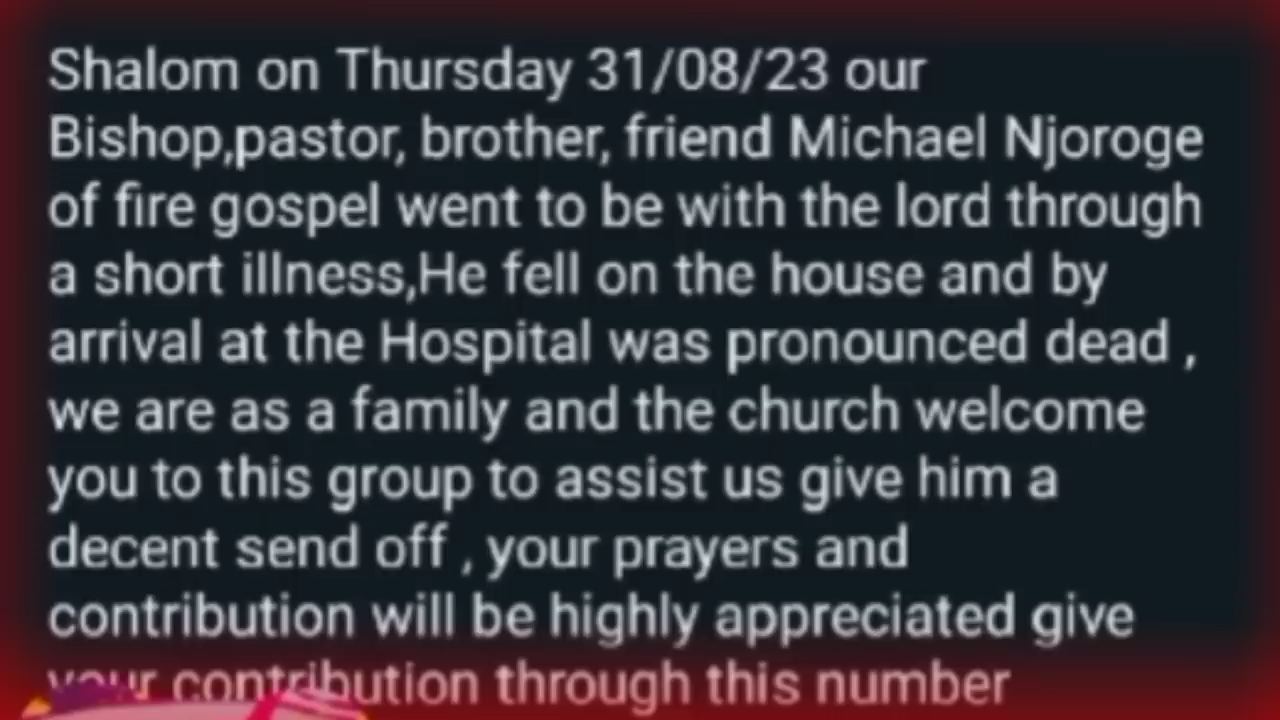 Shalom on Thursday 31/08/23 our
Bishop,pastor, brother, friend Michael Njoroge
of fire gospel went to be with the lord through
a short illness,He fell on the house and by
arrival at the Hospital was pronounced dead ,
we are as a family and the church welcome
you to this group to assist us give him a
decent send off , your prayers and
contribution will be highly appreciated give
your contribution through this number